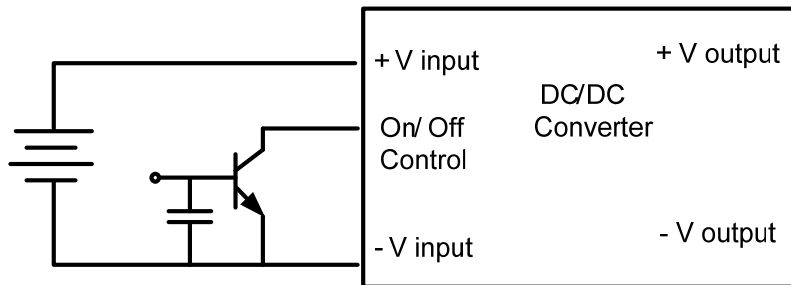 + V input
+ V output
DC/DC
Converter
On/ Off
Control
- V input
- V output